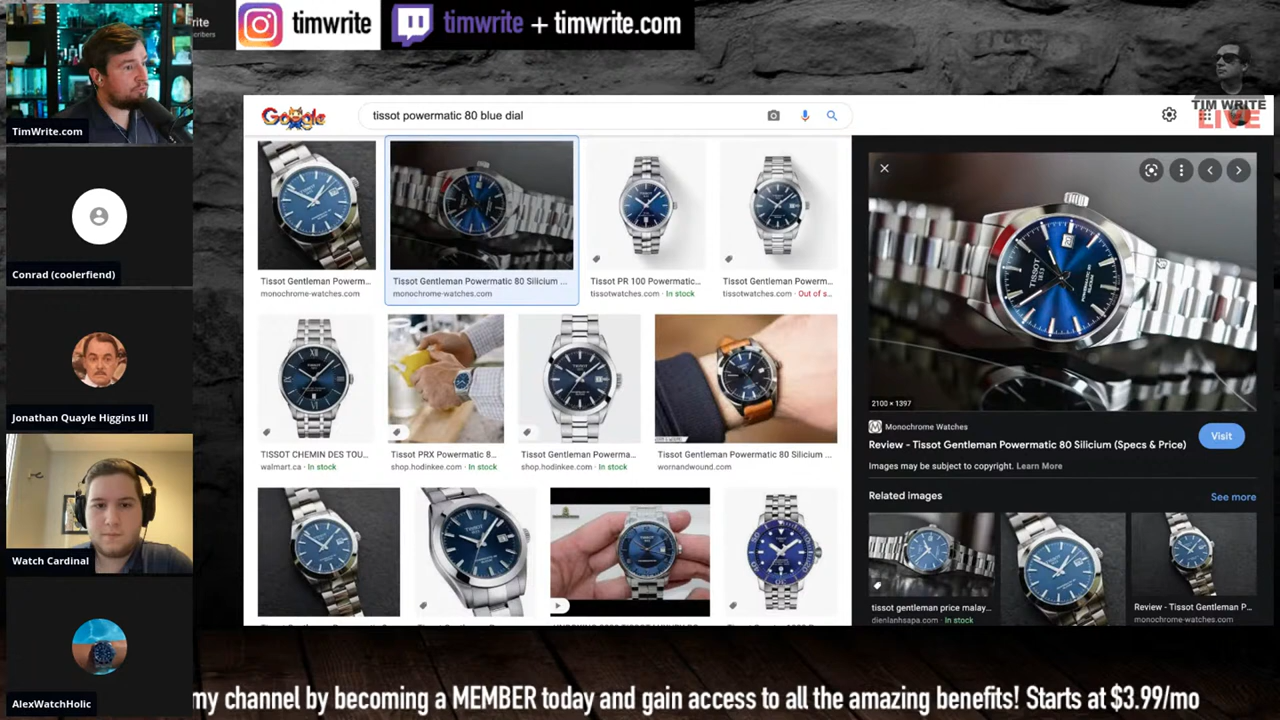 rite
cribers
timwrite
timwrite + timwrite.com
TimWrite.com
Conrad (coolerfiend)
Jonathan Quayle Higgins III
Watch Cardinal
AlexWatchHolic
TIM WRITE
LIVE
Google
tissot powermatic 80 blue dial
Tissot Gentleman Powerm...
monochrome-watches.com
Tissot Gentleman Powermatic 80 Silicium ...
monochrome-watches.com
Tissot PR 100 Powermatic...
tissotwatches.com · In stock
Tissot Gentleman Powerm...
tissotwatches.com · Out of s...
TISSOT CHEMIN DES TOU...
walmart.ca · In stock
Tissot PRX Powermatic 8...
shop.hodinkee.com · In stock
Tissot Gentleman Powerma...
shop.hodinkee.com · In stock
Tissot Gentleman Powermatic 80 Silicium ...
wornandwound.com
TISSOT
1853
POWERMATIC 80
2100 × 1397
Monochrome Watches
Review - Tissot Gentleman Powermatic 80 Silicium (Specs & Price)
Visit
Images may be subject to copyright. Learn More
Related images
See more
tissot gentleman price malay...
dienlanhsapa.com · In stock
Review - Tissot Gentleman P...
monochrome-watches.com
my channel by becoming a MEMBER today and gain access to all the amazing benefits! Starts at $3.99/mo